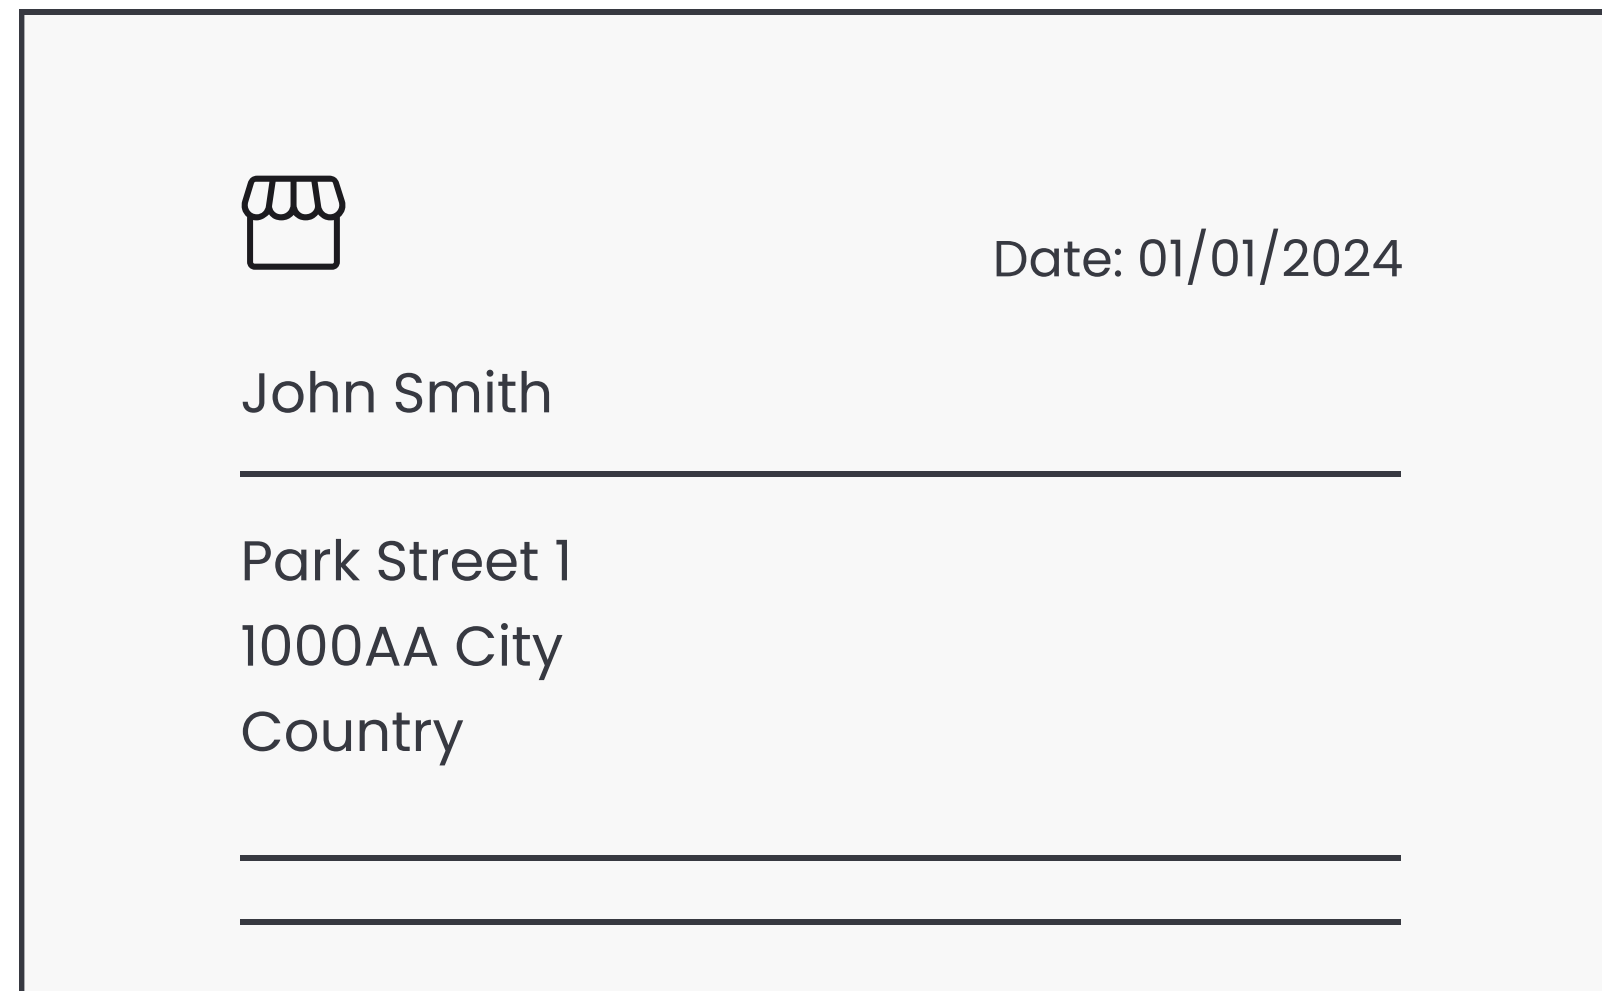 Date: 01/01/2024
John Smith
Park Street 1
1000AA City
Country